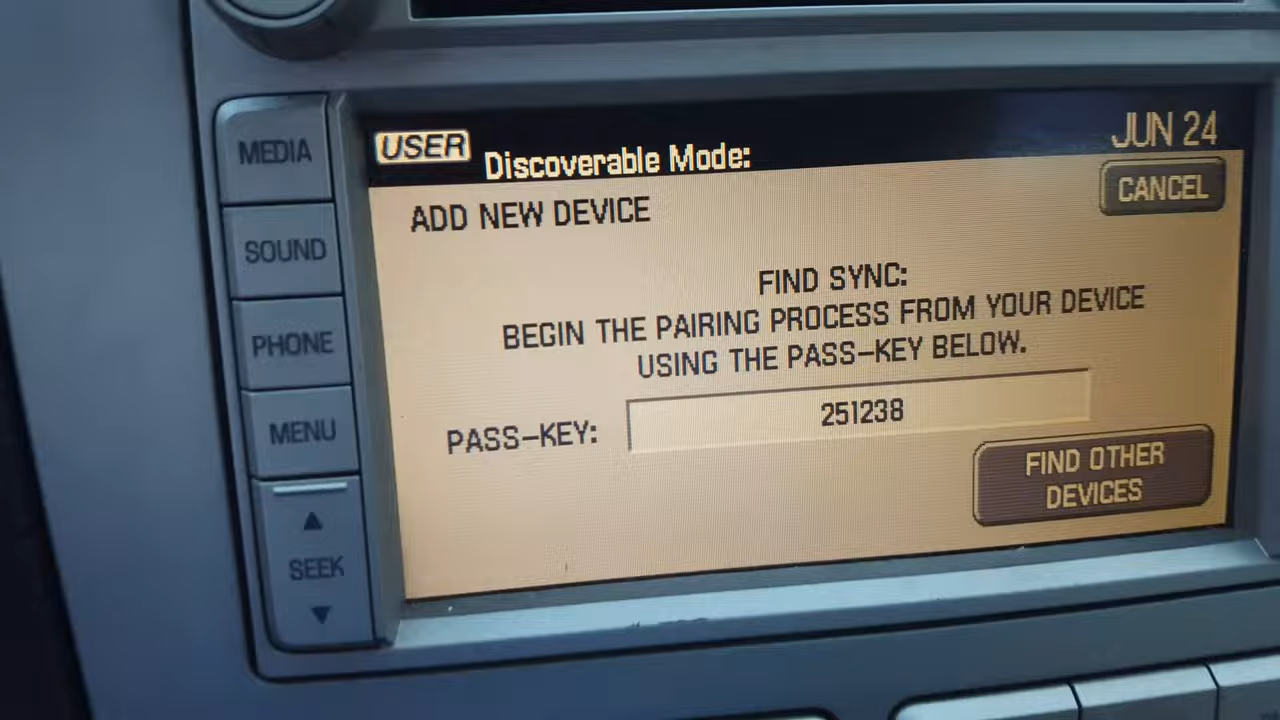 USER
Discoverable Mode:
JUN 24
ADD NEW DEVICE
CANCEL
FIND SYNC:
BEGIN THE PAIRING PROCESS FROM YOUR DEVICE
USING THE PASS-KEY BELOW.
PASS-KEY:
251238
FIND OTHER
DEVICES
MEDIA
SOUND
PHONE
MENU
SEEK